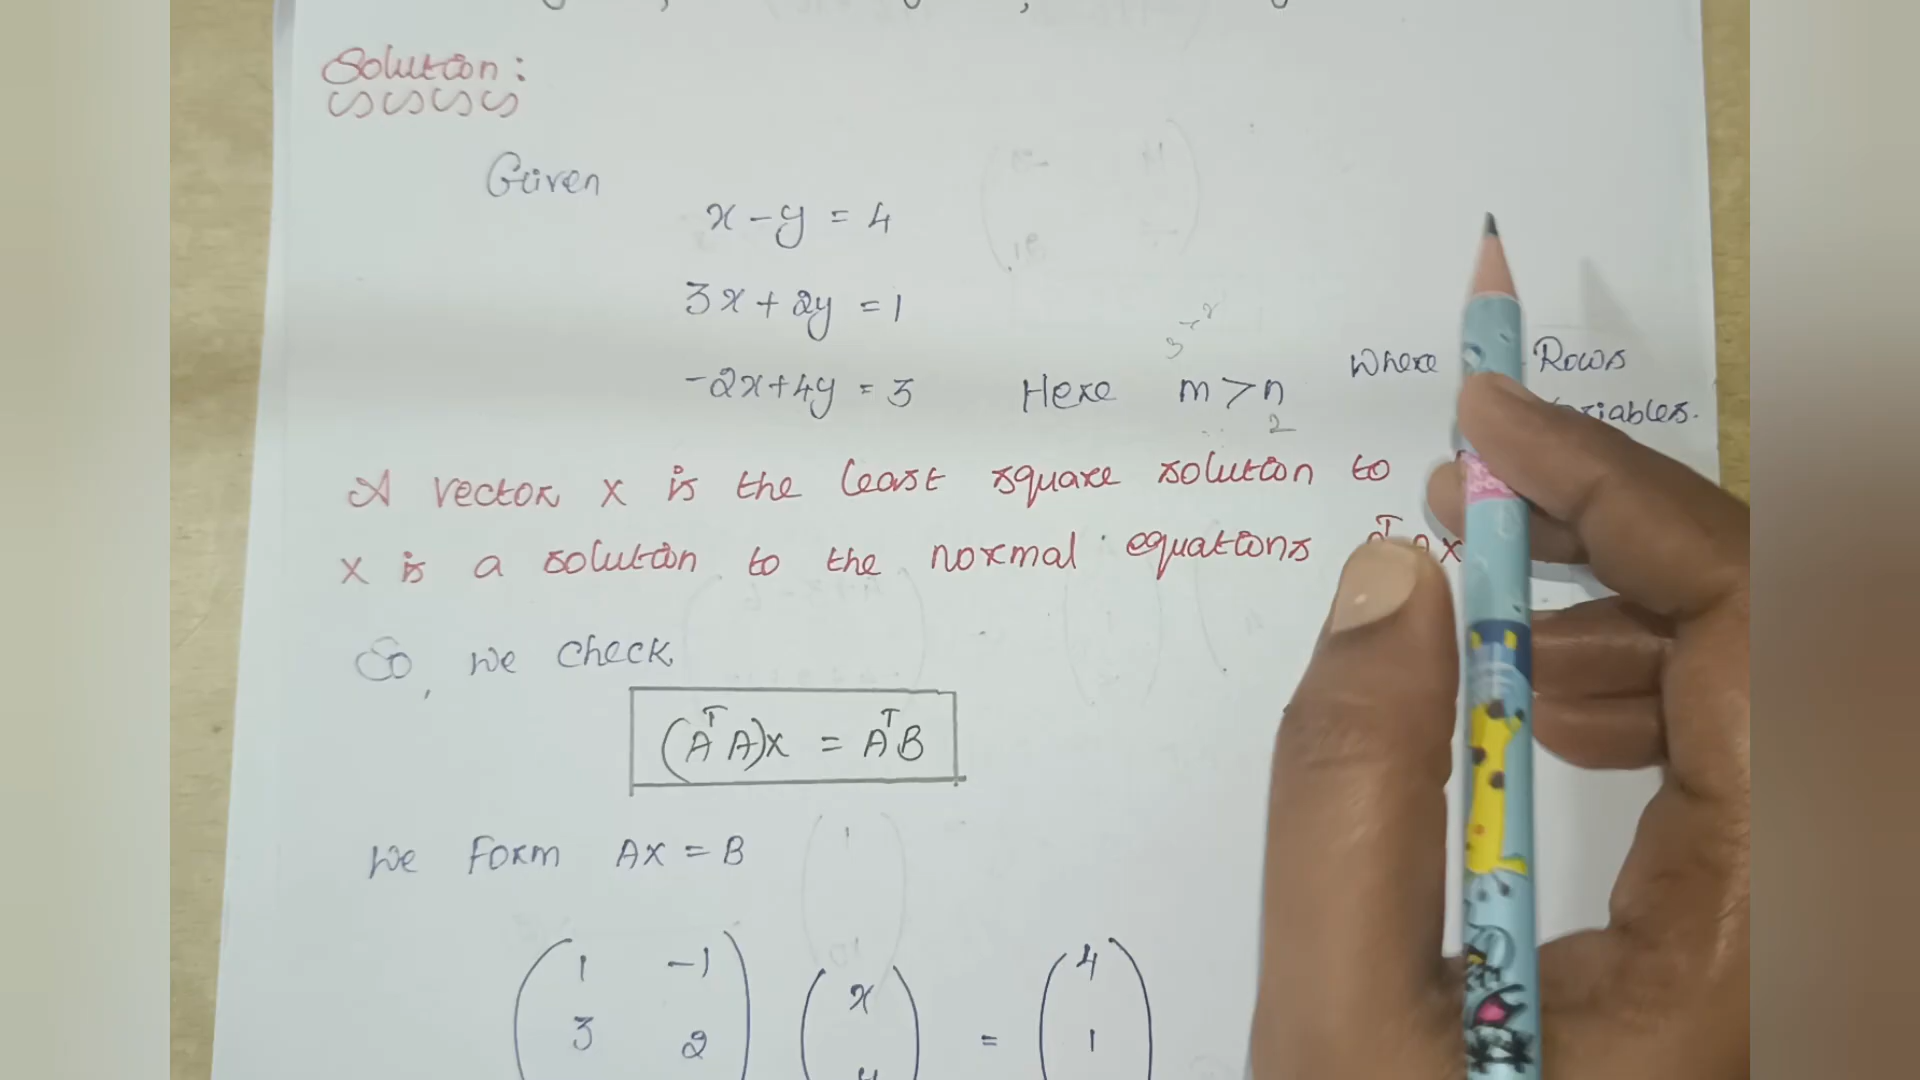 Solution:
Given
x - y = 4
3x + 2y = 1
-2x + 4y = 3 Here m > n Where Rows
3
2
A vector x is the least square solution to
x is a solution to the normal equations x
So, we check
(AᵀA)x = AᵀB
We Form Ax = B
1 -1 x 4
3 2 = 1